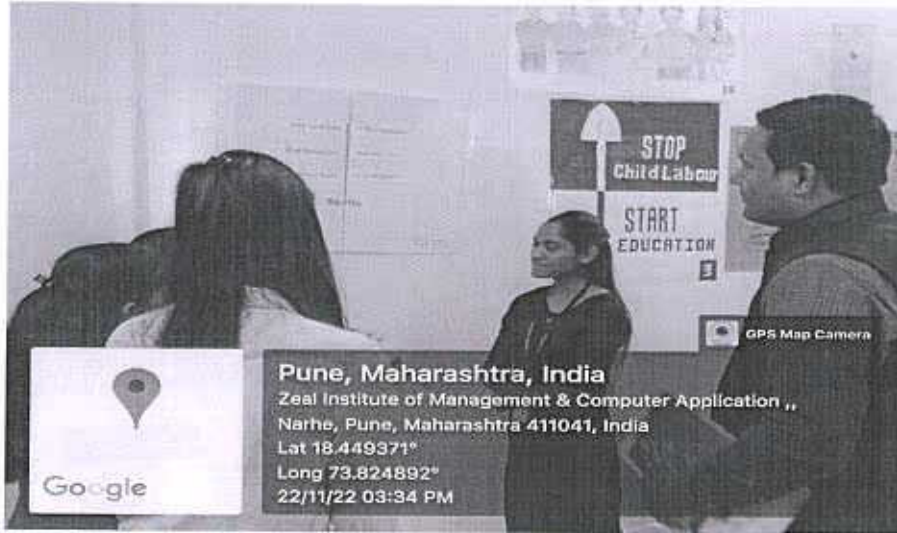 STOP
Child Labour
START
EDUCATION
3
GPS Map Camera
Pune, Maharashtra, India
Zeal Institute of Management & Computer Application ,,
Narhe, Pune, Maharashtra 411041, India
Lat 18.449371°
Long 73.824892°
22/11/22 03:34 PM
Google